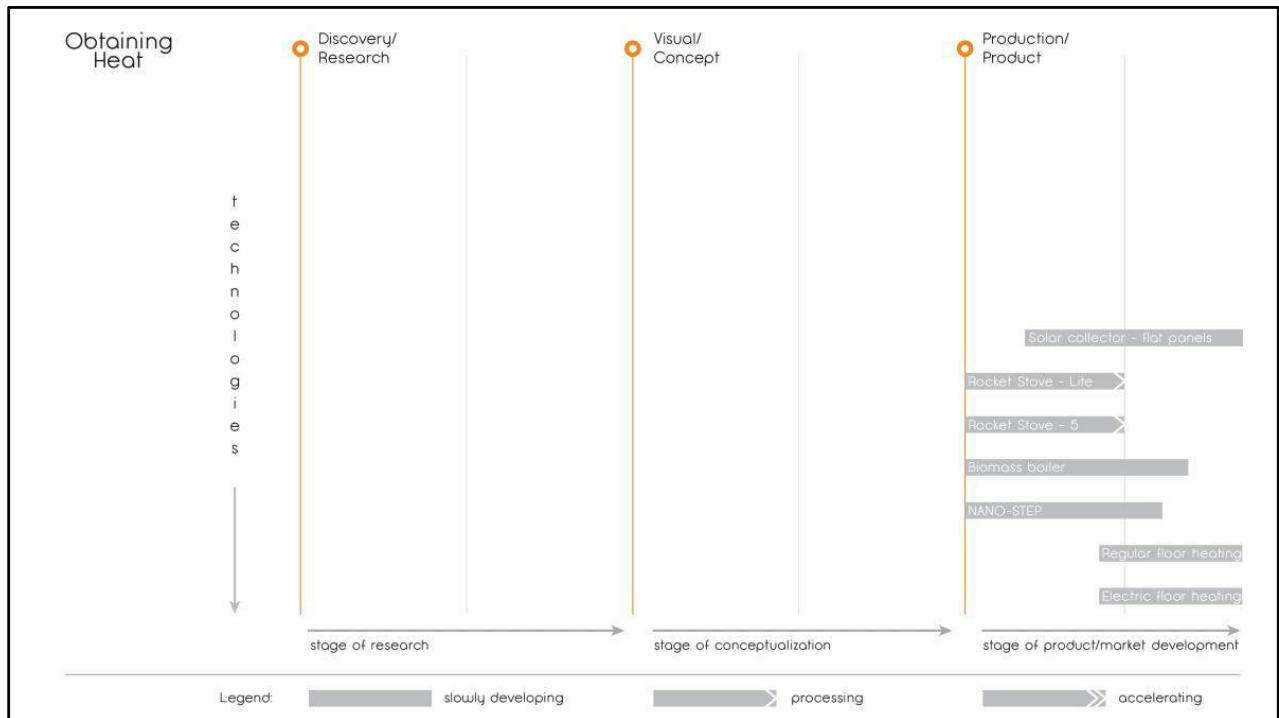 Obtaining
Heat
Discovery/
Research
Visual/
Concept
Production/
Product
technologies
Solar collector - flat panels
Rocket Stove - Lite
Rocket Stove - 5
Biomass boiler
NANO-STEP
Regular floor heating
Electric floor heating
stage of research
stage of conceptualization
stage of product/market development
Legend:
slowly developing
processing
accelerating